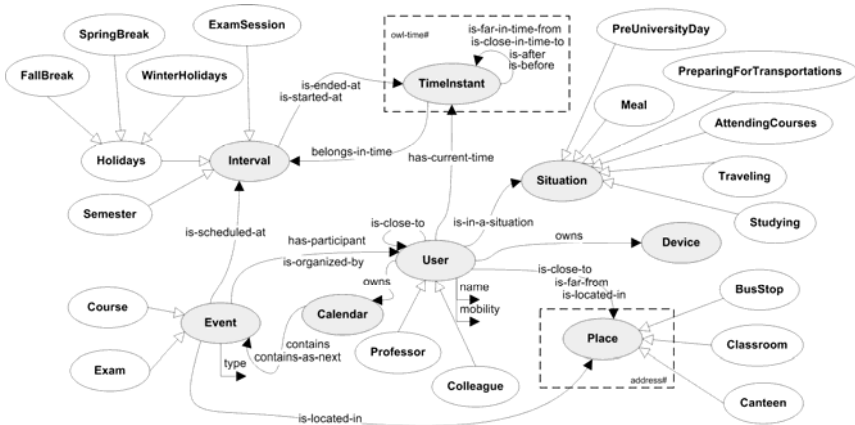 ExamSession
SpringBreak
FallBreak
WinterHolidays
owl-time#
is-far-in-time-from
is-close-in-time-to
is-after
is-before
TimeInstant
PreUniversityDay
PreparingForTransportations
Meal
AttendingCourses
is-ended-at
is-started-at
Holidays
Interval
belongs-in-time
has-current-time
Situation
Traveling
Semester
Studying
is-scheduled-at
is-close-to
is-in-a-situation
has-participant
is-organized-by
User
owns
Device
owns
name
mobility
is-close-to
is-far-from
is-located-in
BusStop
Course
Event
Calendar
Place
Classroom
contains
contains-as-next
Professor
Exam
type
Colleague
address#
Canteen
is-located-in